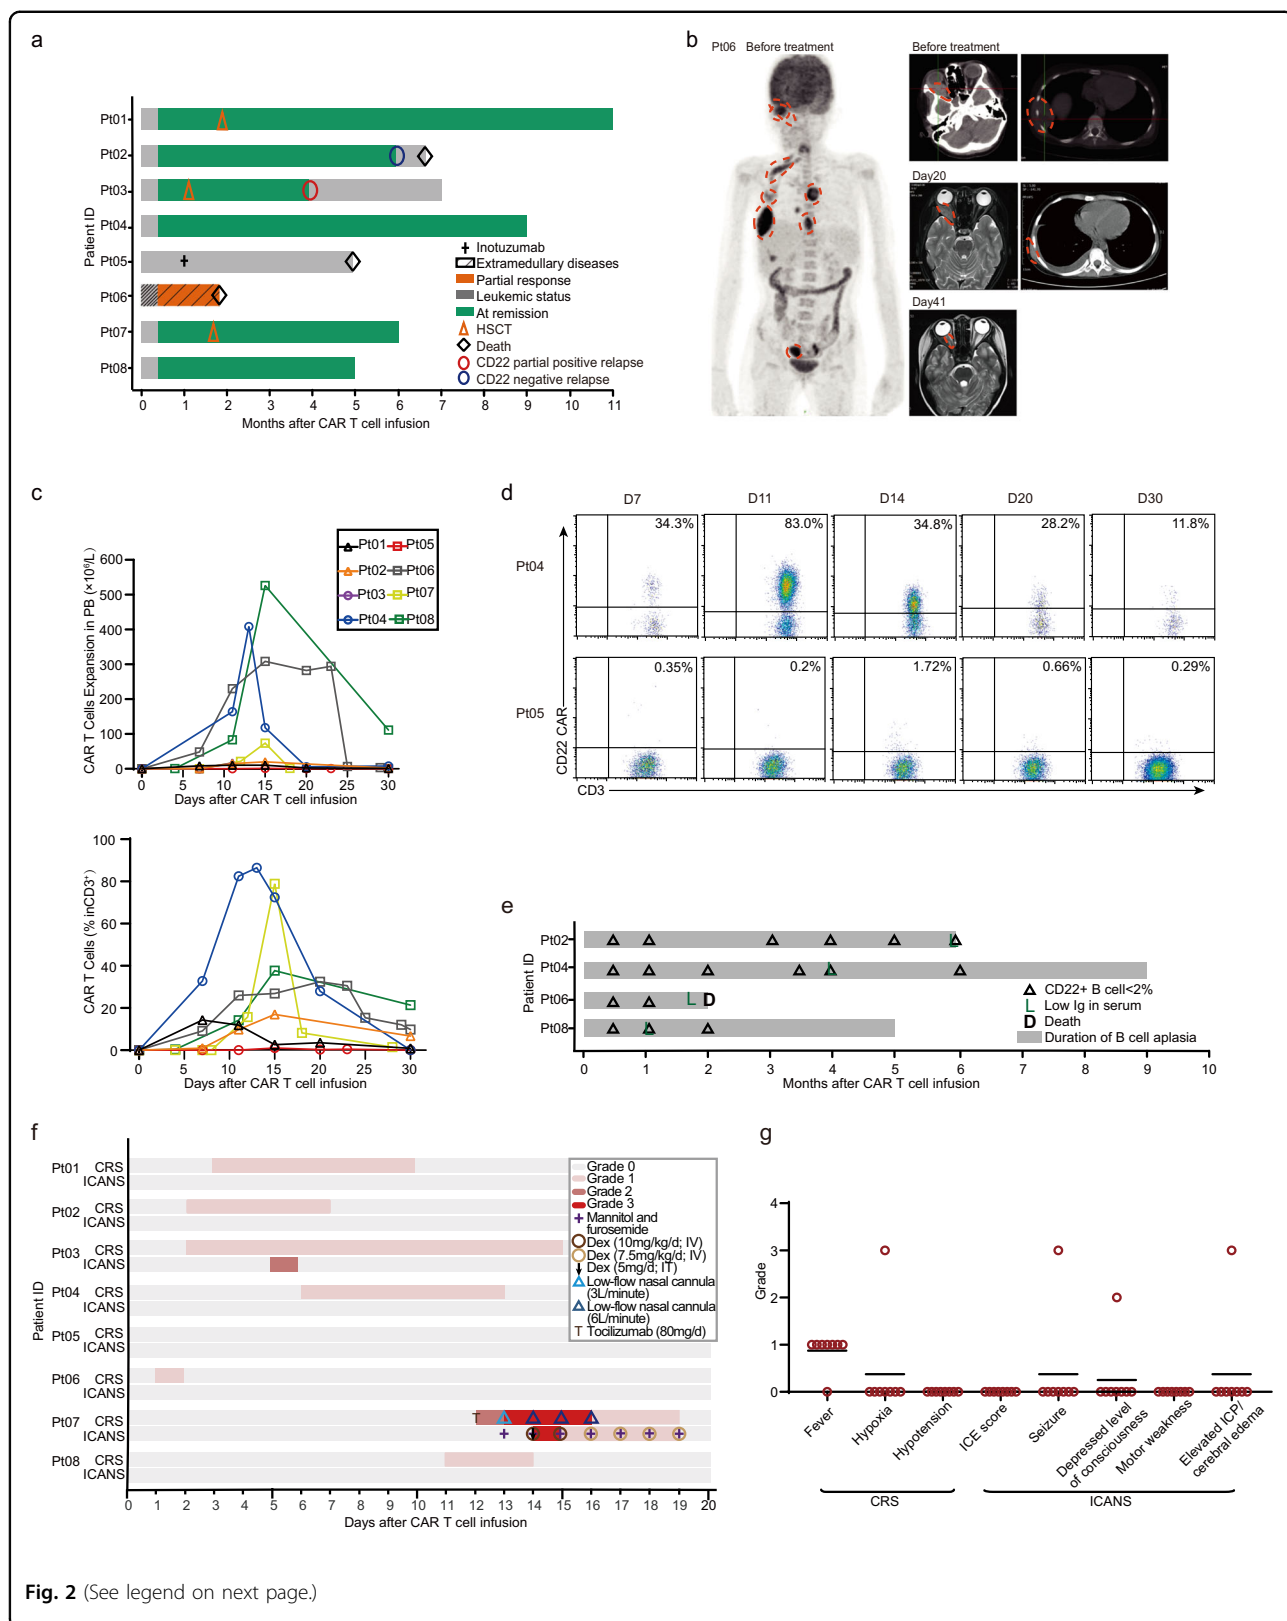 a
Patient ID
Pt01
Pt02
Pt03
Pt04
Pt05
Pt06
Pt07
Pt08
0 1 2 3 4 5 6 7 8 9 10 11
Months after CAR T cell infusion
Inotuzumab
Extramedullary diseases
Partial response
Leukemic status
At remission
HSCT
Death
CD22 partial positive relapse
CD22 negative relapse
b
Pt06 Before treatment
Before treatment
Day20
Day41
c
CAR T Cells Expansion in PB (×10⁶/L)
600
500
400
300
200
100
0
0 5 10 15 20 25 30
Days after CAR T cell infusion
Pt01 Pt05
Pt02 Pt06
Pt03 Pt07
Pt04 Pt08
CAR T Cells (% inCD3⁺)
100
80
60
40
20
0
0 5 10 15 20 25 30
Days after CAR T cell infusion
d
D7 D11 D14 D20 D30
Pt04
34.3% 83.0% 34.8% 28.2% 11.8%
Pt05
0.35% 0.2% 1.72% 0.66% 0.29%
CD22 CAR
CD3
e
Patient ID
Pt02
Pt04
Pt06
Pt08
L
L
L D
L
CD22+ B cell<2%
L Low Ig in serum
D Death
Duration of B cell aplasia
0 1 2 3 4 5 6 7 8 9 10
Months after CAR T cell infusion
f
Patient ID
Pt01 CRS
ICANS
Pt02 CRS
ICANS
Pt03 CRS
ICANS
Pt04 CRS
ICANS
Pt05 CRS
ICANS
Pt06 CRS
ICANS
Pt07 CRS
ICANS
Pt08 CRS
ICANS
T
0 1 2 3 4 5 6 7 8 9 10 11 12 13 14 15 16 17 18 19 20
Days after CAR T cell infusion
Grade 0
Grade 1
Grade 2
Grade 3
Mannitol and
furosemide
Dex (10mg/kg/d; IV)
Dex (7.5mg/kg/d; IV)
Dex (5mg/d; IT)
Low-flow nasal cannula
(3L/minute)
Low-flow nasal cannula
(6L/minute)
T Tocilizumab (80mg/d)
g
Grade
4
3
2
1
0
Fever
Hypoxia
Hypotension
ICE score
Seizure
Depressed level
of consciousness
Motor weakness
Elevated ICP/
cerebral edema
CRS
ICANS
Fig. 2 (See legend on next page.)